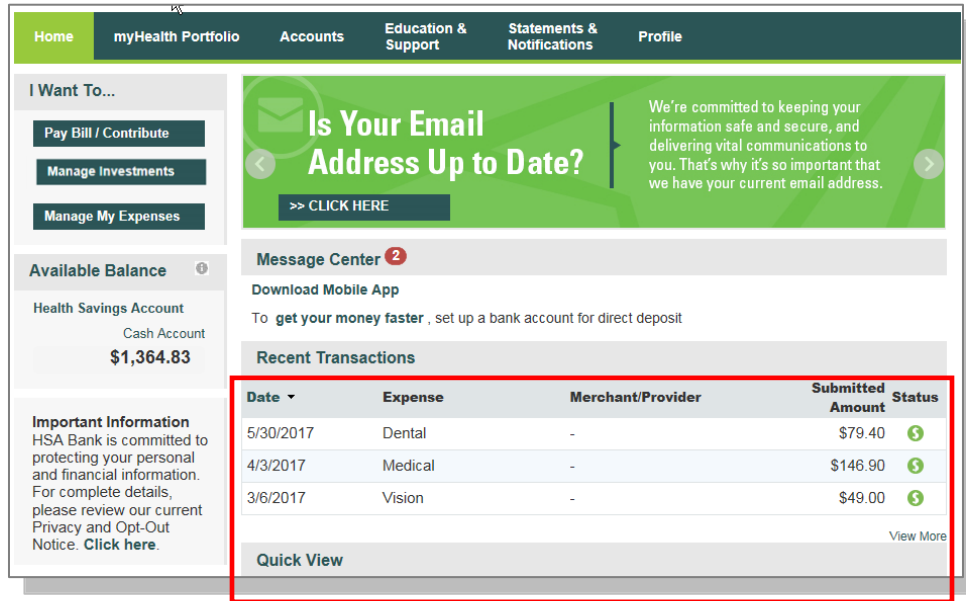 Home myHealth Portfolio Accounts Education & Support Statements & Notifications Profile
I Want To...
Pay Bill / Contribute
Manage Investments
Manage My Expenses
Available Balance
Health Savings Account
Cash Account
$1,364.83
Important Information
HSA Bank is committed to
protecting your personal
and financial information.
For complete details,
please review our current
Privacy and Opt-Out
Notice. Click here.
Is Your Email
Address Up to Date?
>> CLICK HERE
We're committed to keeping your
information safe and secure, and
delivering vital communications to
you. That's why it's so important that
we have your current email address.
Message Center 2
Download Mobile App
To get your money faster , set up a bank account for direct deposit
Recent Transactions
Date Expense Merchant/Provider Submitted Amount Status
5/30/2017 Dental - $79.40
4/3/2017 Medical - $146.90
3/6/2017 Vision - $49.00
View More
Quick View